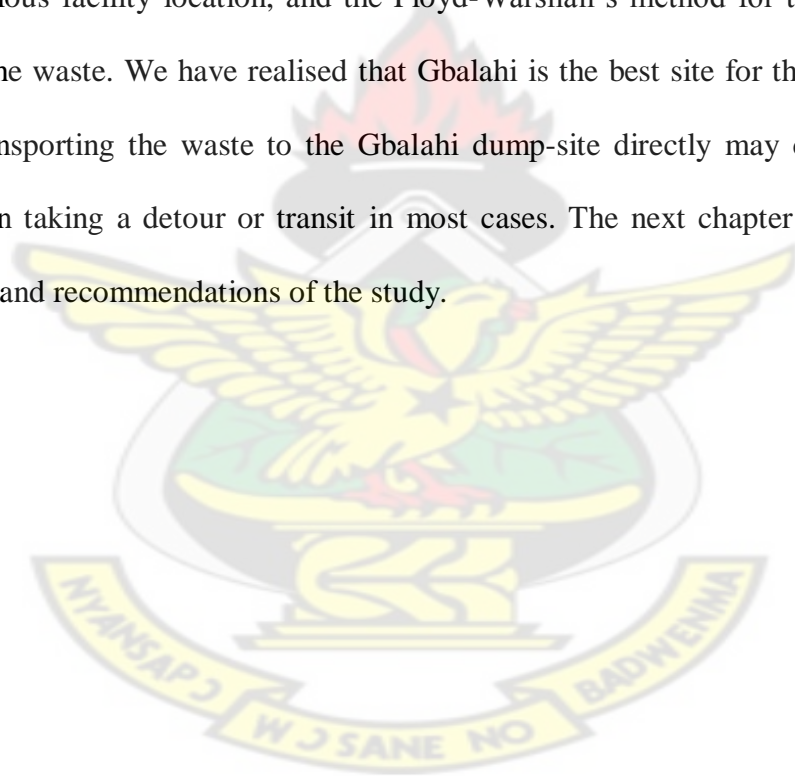 ous facility location, and the Floyd-Warshall's method for t
he waste. We have realised that Gbalahi is the best site for th
nsporting the waste to the Gbalahi dump-site directly may
n taking a detour or transit in most cases. The next chapter
and recommendations of the study.
NYANSAPƆ
WƆSANE NO
BADWENMA